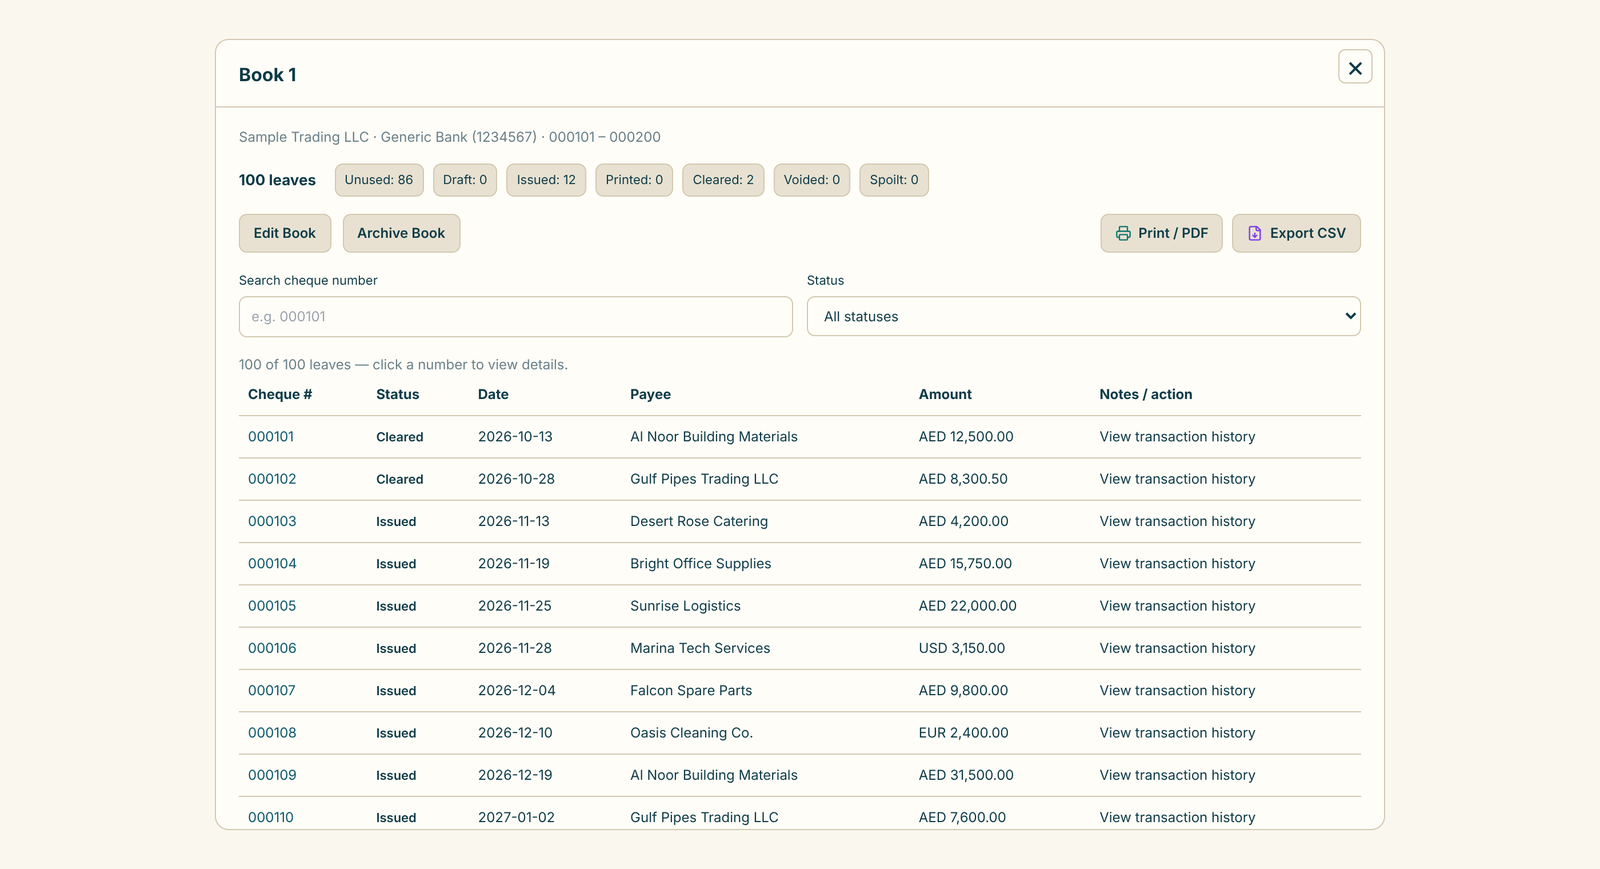 Book 1
Sample Trading LLC · Generic Bank (1234567) · 000101 – 000200
100 leaves Unused: 86 Draft: 0 Issued: 12 Printed: 0 Cleared: 2 Voided: 0 Spoilt: 0
Edit Book Archive Book Print / PDF Export CSV
Search cheque number Status
e.g. 000101 All statuses
100 of 100 leaves — click a number to view details.
Cheque # Status Date Payee Amount Notes / action
000101 Cleared 2026-10-13 Al Noor Building Materials AED 12,500.00 View transaction history
000102 Cleared 2026-10-28 Gulf Pipes Trading LLC AED 8,300.50 View transaction history
000103 Issued 2026-11-13 Desert Rose Catering AED 4,200.00 View transaction history
000104 Issued 2026-11-19 Bright Office Supplies AED 15,750.00 View transaction history
000105 Issued 2026-11-25 Sunrise Logistics AED 22,000.00 View transaction history
000106 Issued 2026-11-28 Marina Tech Services USD 3,150.00 View transaction history
000107 Issued 2026-12-04 Falcon Spare Parts AED 9,800.00 View transaction history
000108 Issued 2026-12-10 Oasis Cleaning Co. EUR 2,400.00 View transaction history
000109 Issued 2026-12-19 Al Noor Building Materials AED 31,500.00 View transaction history
000110 Issued 2027-01-02 Gulf Pipes Trading LLC AED 7,600.00 View transaction history